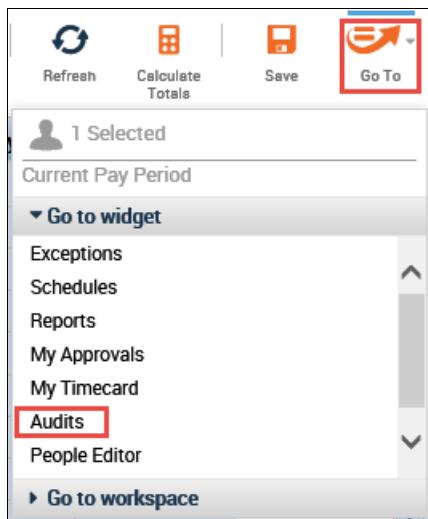 Refresh
Calculate
Totals
Save
Go To
1 Selected
Current Pay Period
Go to widget
Exceptions
Schedules
Reports
My Approvals
My Timecard
Audits
People Editor
Go to workspace